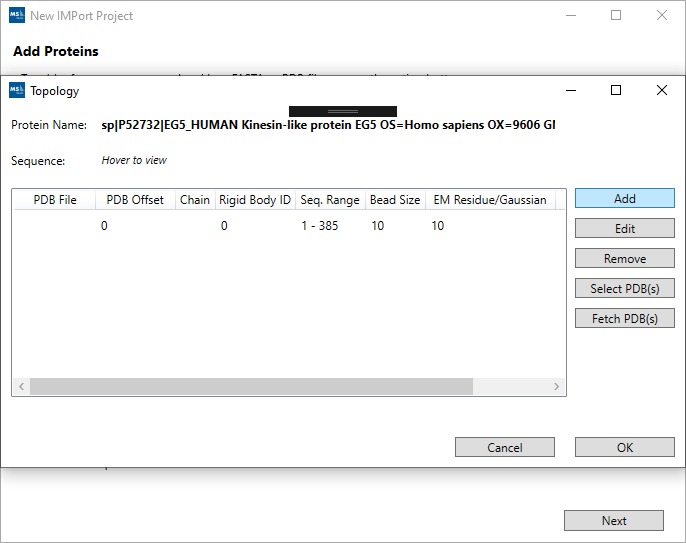 New IMPort Project
Add Proteins
Topology
Protein Name: sp|P52732|EG5_HUMAN Kinesin-like protein EG5 OS=Homo sapiens OX=9606
Sequence: Hover to view
PDB File PDB Offset Chain Rigid Body ID Seq. Range Bead Size EM Residue/Gaussian
0 0 1 - 385 10 10
Add
Edit
Remove
Select PDB(s)
Fetch PDB(s)
Cancel OK
Next